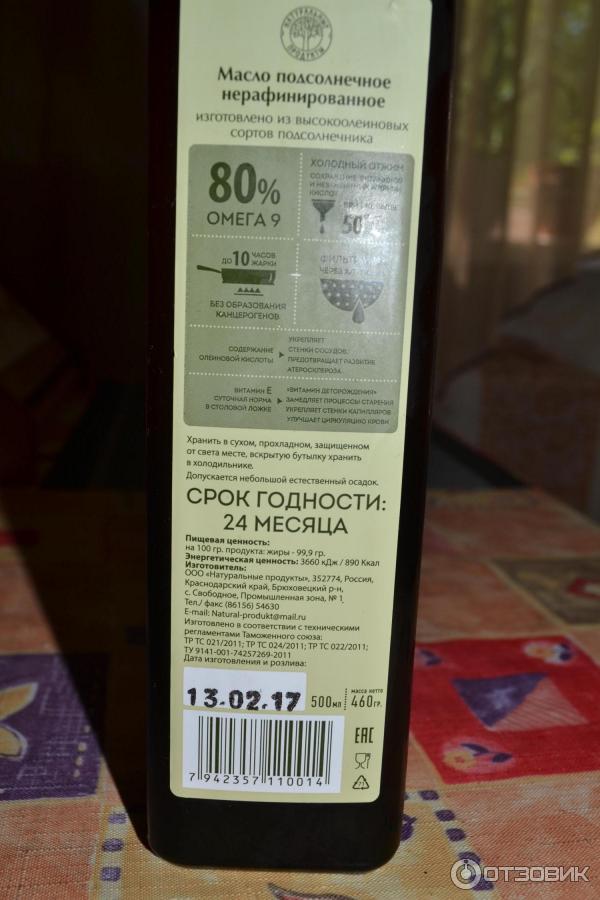 НАТУРАЛЬНЫЕ
ПРОДУКТЫ
Масло подсолнечное
нерафинированное
изготовлено из высокоолеиновых
сортов подсолнечника
80%
ОМЕГА 9
ХОЛОДНЫЙ ОТЖИМ
КИСЛОТ
50°
ДО 10 ЧАСОВ
ЖАРКИ
БЕЗ ОБРАЗОВАНИЯ
КАНЦЕРОГЕНОВ
ЧЕРЕЗ
СОДЕРЖАНИЕ
ОЛЕИНОВОЙ КИСЛОТЫ
УКРЕПЛЯЕТ
СТЕНКИ СОСУДОВ,
ПРЕДОТВРАЩАЕТ РАЗВИТИЕ
АТЕРОСКЛЕРОЗА
ВИТАМИН Е
СУТОЧНАЯ НОРМА
В СТОЛОВОЙ ЛОЖКЕ
«ВИТАМИН ДЕТОРОЖДЕНИЯ»
ЗАМЕДЛЯЕТ ПРОЦЕССЫ СТАРЕНИЯ
УКРЕПЛЯЕТ СТЕНКИ КАПИЛЛЯРОВ
УЛУЧШАЕТ ЦИРКУЛЯЦИЮ КРОВИ
Хранить в сухом, прохладном, защищенном
от света месте, вскрытую бутылку хранить
в холодильнике.
Допускается небольшой естественный осадок.
СРОК ГОДНОСТИ:
24 МЕСЯЦА
Пищевая ценность:
на 100 гр. продукта: жиры - 99,9 гр.
Энергетическая ценность: 3660 кДж / 890 Ккал
Изготовитель:
ООО «Натуральные продукты», 352774, Россия,
Краснодарский край, Брюховецкий р-н,
с. Свободное, Промышленная зона, № 1
Тел./ факс (86156) 54630
E-mail: Natural-produkt@mail.ru
Изготовлено в соответствии с техническими
регламентами Таможенного союза:
ТР ТС 021/2011; ТР ТС 024/2011; ТР ТС 022/2011;
ТУ 9141-001-74257269-2011
Дата изготовления и розлива:
13.02.17
500мл
масса нетто
460гр.
EAC
7 942357 110014
ОТЗОВИК